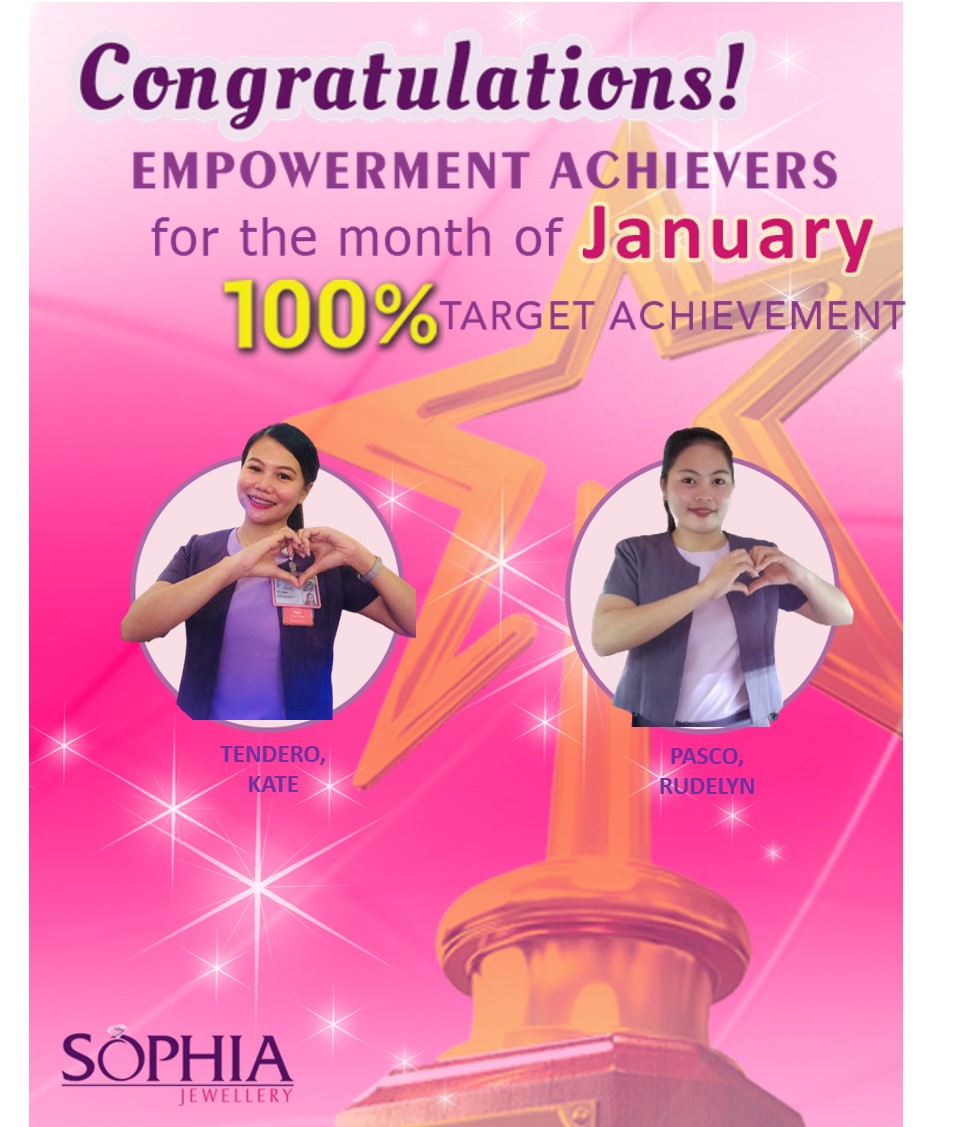 Congratulations!
EMPOWERMENT ACHIEVERS
for the month of January
100% TARGET ACHIEVEMENT
TENDERO,
KATE
PASCO,
RUDELYN
SOPHIA
JEWELLERY